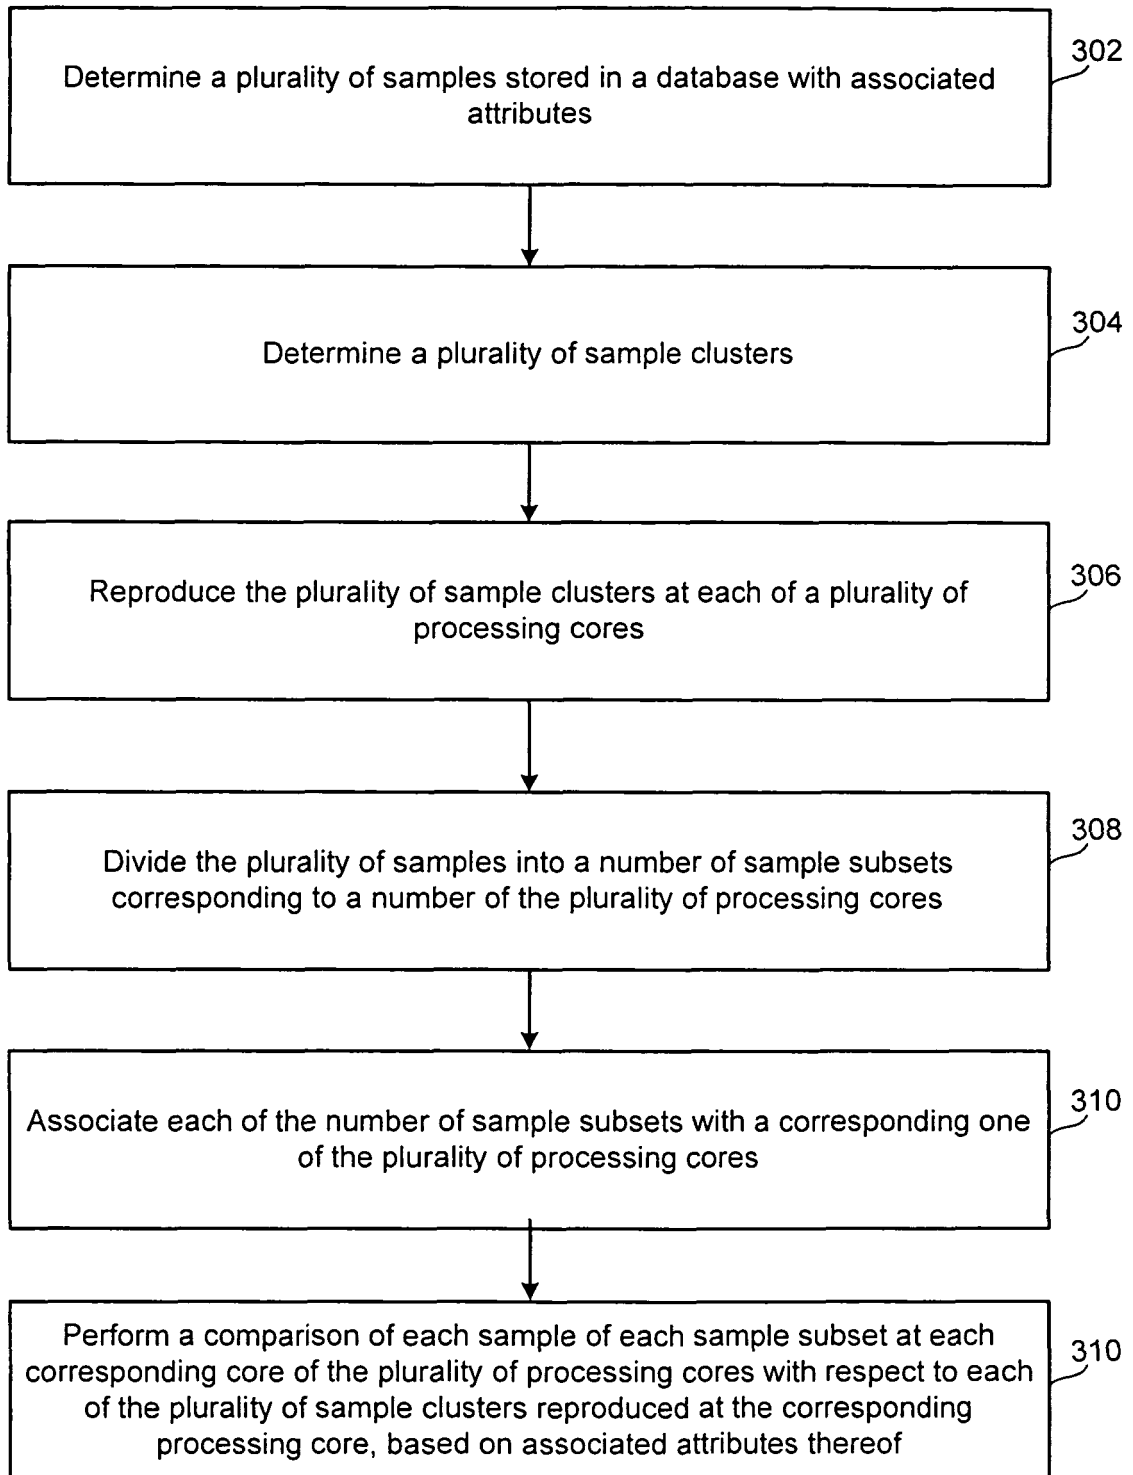 Determine a plurality of samples stored in a database with associated
attributes
302
Determine a plurality of sample clusters
304
Reproduce the plurality of sample clusters at each of a plurality of
processing cores
306
Divide the plurality of samples into a number of sample subsets
corresponding to a number of the plurality of processing cores
308
Associate each of the number of sample subsets with a corresponding one
of the plurality of processing cores
310
Perform a comparison of each sample of each sample subset at each
corresponding core of the plurality of processing cores with respect to each
of the plurality of sample clusters reproduced at the corresponding
processing core, based on associated attributes thereof
310